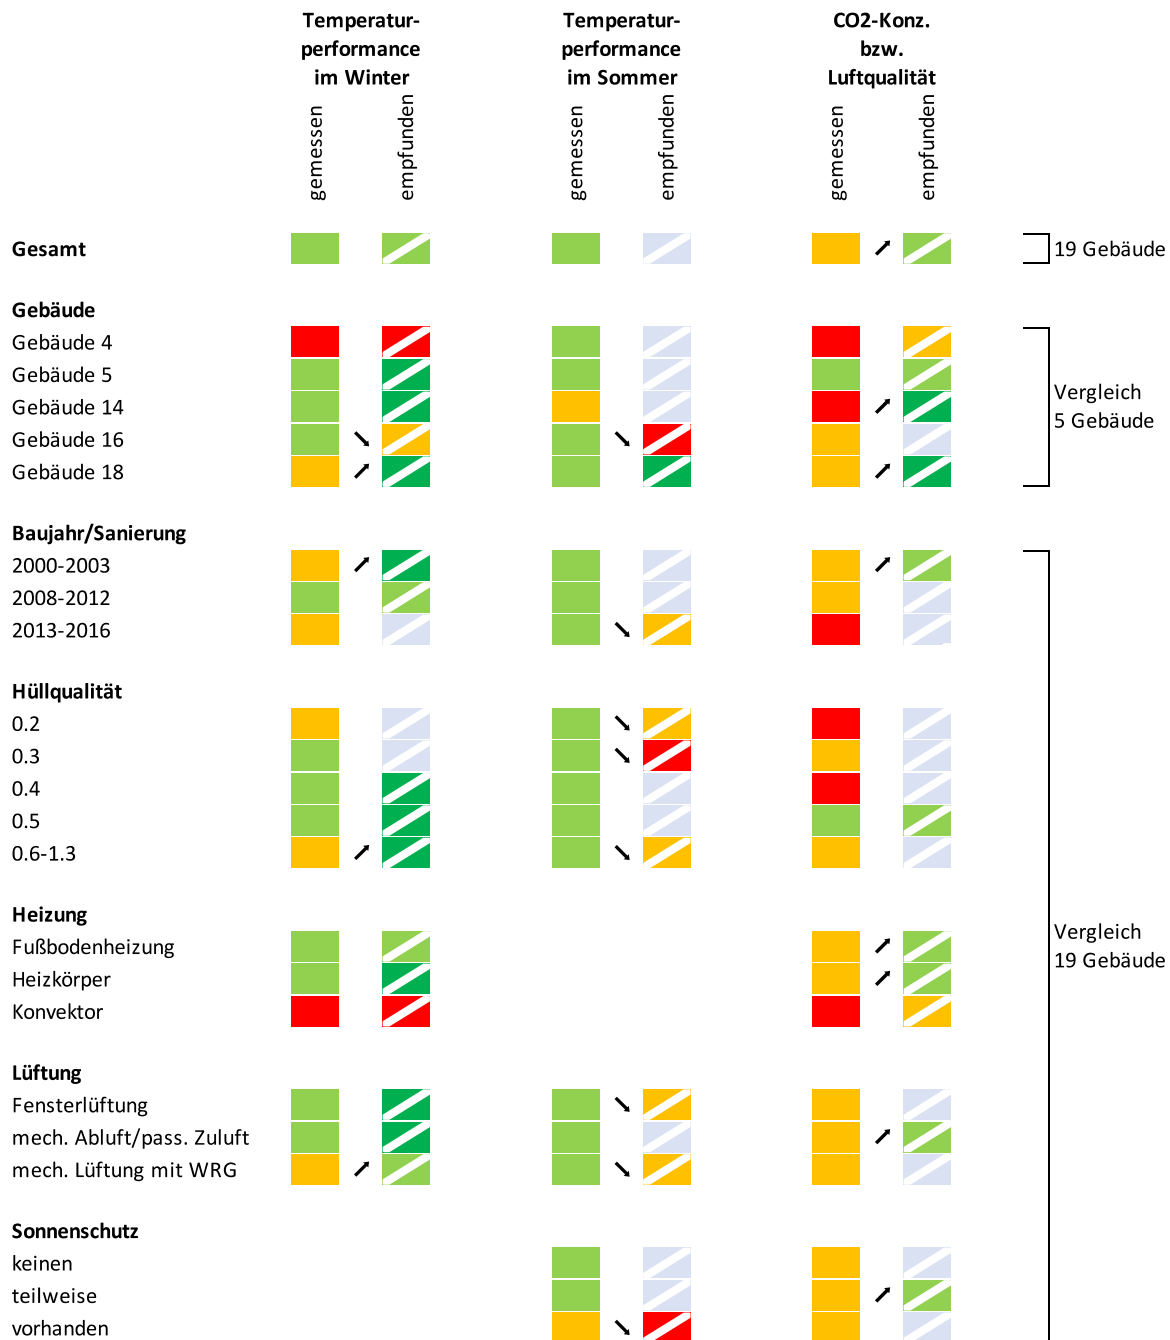 Temperatur-
performance
im Winter
Temperatur-
performance
im Sommer
CO2-Konz.
bzw.
Luftqualität
gemessen
empfunden
gemessen
empfunden
gemessen
empfunden
Gesamt
19 Gebäude
Gebäude
Gebäude 4
Gebäude 5
Gebäude 14
Gebäude 16
Gebäude 18
Vergleich
5 Gebäude
Baujahr/Sanierung
2000-2003
2008-2012
2013-2016
Hüllqualität
0.2
0.3
0.4
0.5
0.6-1.3
Heizung
Fußbodenheizung
Heizkörper
Konvektor
Vergleich
19 Gebäude
Lüftung
Fensterlüftung
mech. Abluft/pass. Zuluft
mech. Lüftung mit WRG
Sonnenschutz
keinen
teilweise
vorhanden